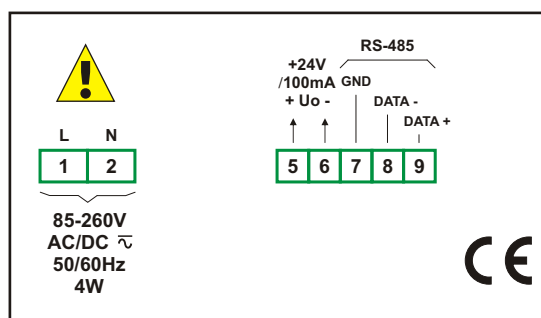 RS-485
+24V
/100mA GND
+ Uo - DATA -
DATA +
L N
1 2
5 6 7 8 9
85-260V
AC/DC ⏦
50/60Hz
4W
CE